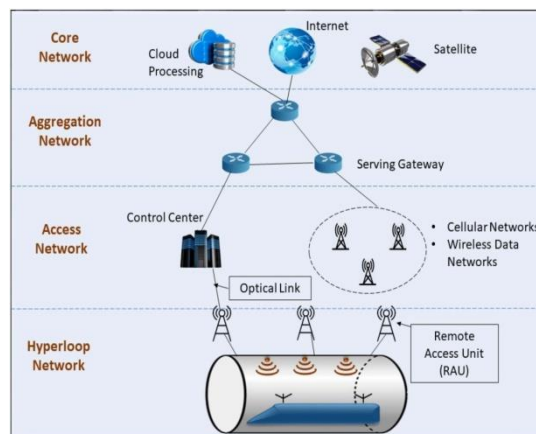 Core
Network
Cloud
Processing
Internet
Satellite
Aggregation
Network
Serving Gateway
Access
Network
Control Center
• Cellular Networks
• Wireless Data
Networks
Optical Link
Hyperloop
Network
Remote
Access Unit
(RAU)